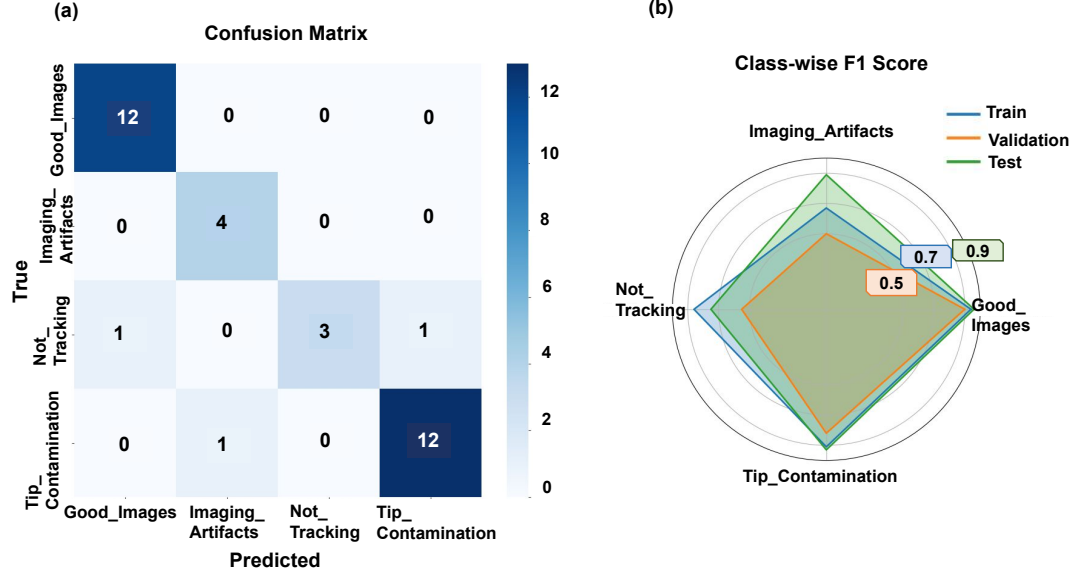 (a)
Confusion Matrix
Good_Images
Imaging_
Artifacts
Not_
Tracking
Tip_
Contamination
True
12 0 0 0
0 4 0 0
1 0 3 1
0 1 0 12
Good_Images
Imaging_
Artifacts
Not_
Tracking
Tip_
Contamination
Predicted
12
10
8
6
4
2
0
(b)
Class-wise F1 Score
Train
Validation
Test
Imaging_Artifacts
0.9
0.7
0.5
Not_
Tracking
Good_
Images
Tip_Contamination